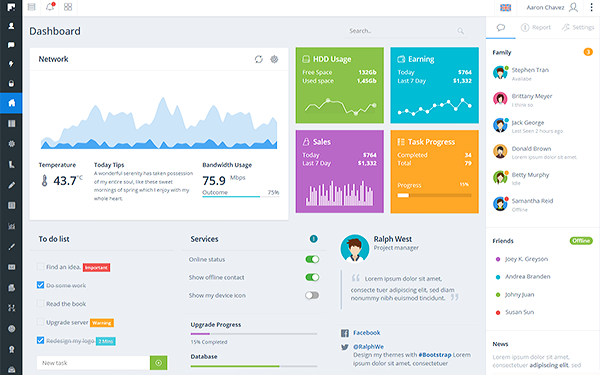 Aaron Chavez
Dashboard
Search..
Report
Settings
Network
Temperature
43.7°C
Today Tips
A wonderful serenity has taken possession
of my entire soul, like these sweet
mornings of spring which I enjoy with my
whole heart.
Bandwidth Usage
75.9 Mbps
Outcome 75%
HDD Usage
Free Space 132Gb
Used space 1,45Gb
Earning
Today $764
Last 7 Day $1,332
Sales
Today $764
Last 7 Day $1,332
Task Progress
Completed 34
Total 79
Progress 15%
To do list
Find an idea. Important
Do some work
Read the book
Upgrade server Warning
Redesign my logo 2 Mins
New task
Services
Online status
Show offline contact
Show my device icon
Upgrade Progress
15% Completed
Database
Ralph West
Project manager
Lorem ipsum dolor sit amet,
consecte tuer adipiscing elit, sed diam
nonummy nibh euismod tincidunt.
Facebook
@RalphWe
Design my themes with #Bootstrap Lorem
ipsum dolor sit amet, consectetuer
Family 3
Stephen Tran
Brittany Meyer
I think ep
Jack George
Last Seen 2 hours ago
Donald Brown
Lorem ipsum dolor sit amet.
Betty Murphy
Idle
Samantha Reid
Offline
Friends Offline
Joey K. Greyson
Andrea Branden
Johny Juan
Susan Sun
News
Lorem ipsum dolor sit amet,
consectetuer adipiscing elit,